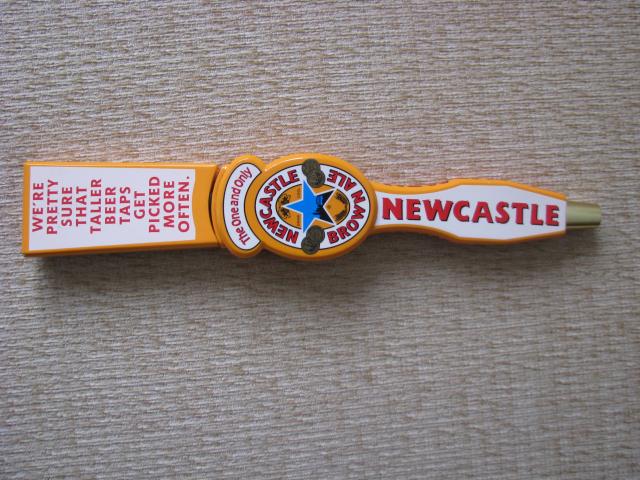 WE'RE
PRETTY
SURE
THAT
TALLER
BEER
TAPS
GET
PICKED
MORE
OFTEN.
The One and Only
NEWCASTLE
BROWN ALE
NEWCASTLE